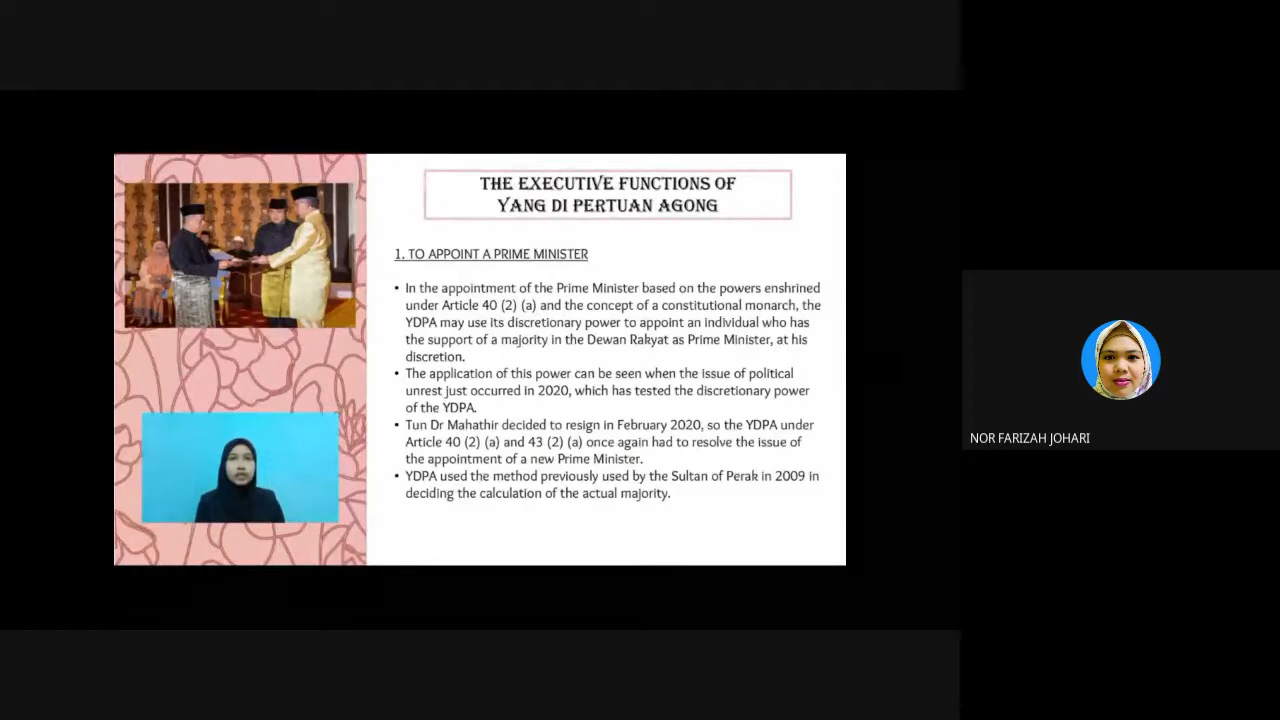 THE EXECUTIVE FUNCTIONS OF
YANG DI PERTUAN AGONG
1. TO APPOINT A PRIME MINISTER
• In the appointment of the Prime Minister based on the powers enshrined
under Article 40 (2) (a) and the concept of a constitutional monarch, the
YDPA may use its discretionary power to appoint an individual who has
the support of a majority in the Dewan Rakyat as Prime Minister, at his
discretion.
• The application of this power can be seen when the issue of political
unrest just occurred in 2020, which has tested the discretionary power
of the YDPA.
• Tun Dr Mahathir decided to resign in February 2020, so the YDPA under
Article 40 (2) (a) and 43 (2) (a) once again had to resolve the issue of
the appointment of a new Prime Minister.
• YDPA used the method previously used by the Sultan of Perak in 2009 in
deciding the calculation of the actual majority.
NOR FARIZAH JOHARI